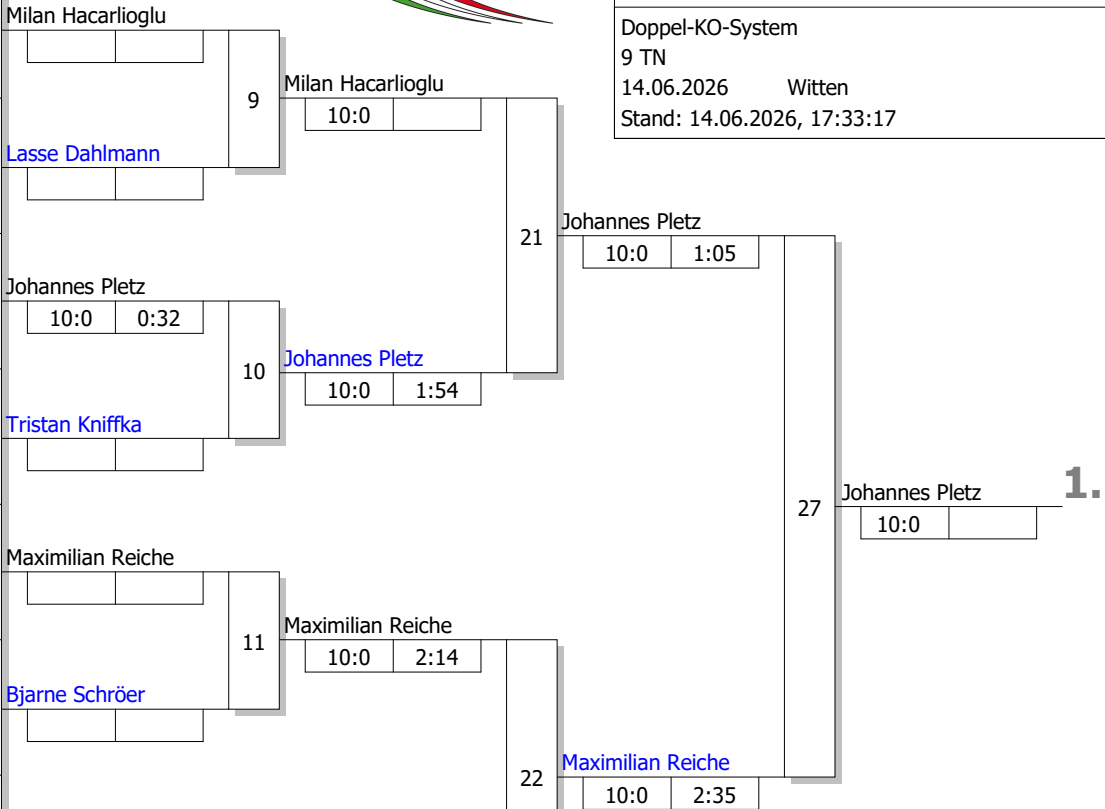 Milan Hacarlioglu
Doppel-KO-System
9 TN
14.06.2026 Witten
Stand: 14.06.2026, 17:33:17
9
Milan Hacarlioglu
10:0
Lasse Dahlmann
21
Johannes Pletz
10:0 1:05
Johannes Pletz
10:0 0:32
10
Johannes Pletz
10:0 1:54
Tristan Kniffka
27
Johannes Pletz
1.
10:0
Maximilian Reiche
11
Maximilian Reiche
10:0 2:14
Bjarne Schröer
22
Maximilian Reiche
10:0 2:35